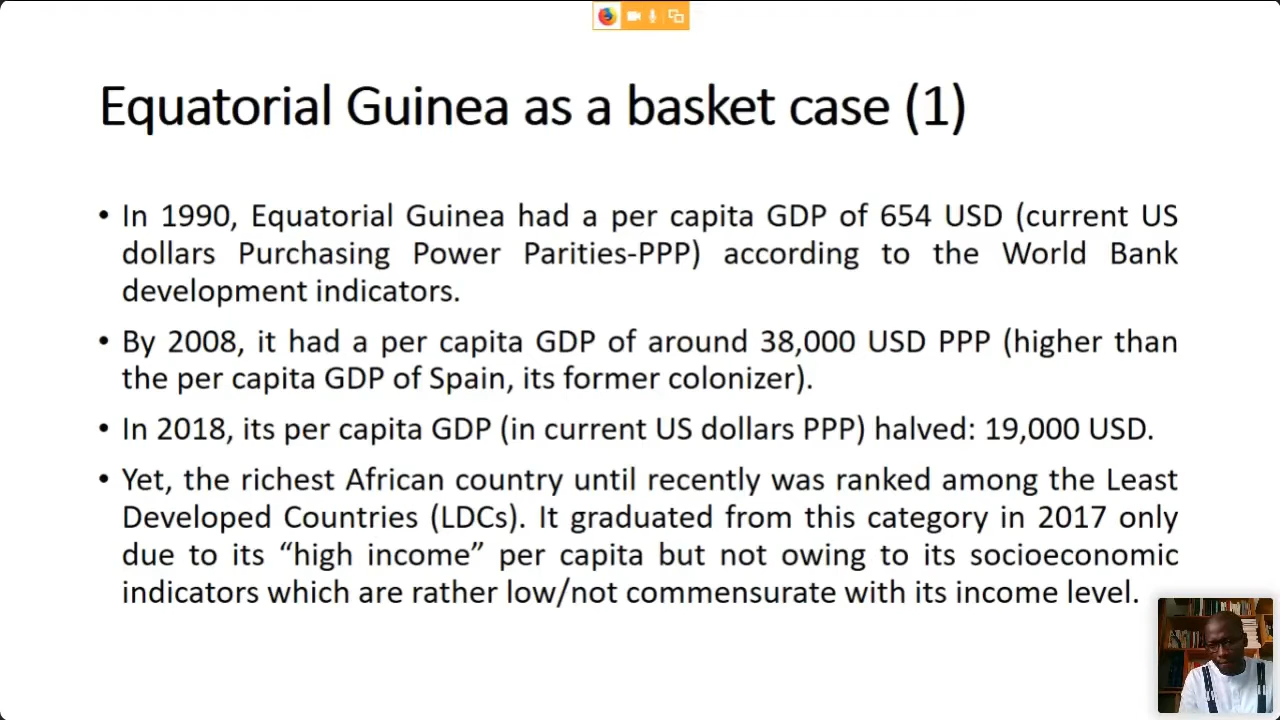 Equatorial Guinea as a basket case (1)
• In 1990, Equatorial Guinea had a per capita GDP of 654 USD (current US
dollars Purchasing Power Parities-PPP) according to the World Bank
development indicators.
• By 2008, it had a per capita GDP of around 38,000 USD PPP (higher than
the per capita GDP of Spain, its former colonizer).
• In 2018, its per capita GDP (in current US dollars PPP) halved: 19,000 USD.
• Yet, the richest African country until recently was ranked among the Least
Developed Countries (LDCs). It graduated from this category in 2017 only
due to its “high income” per capita but not owing to its socioeconomic
indicators which are rather low/not commensurate with its income level.